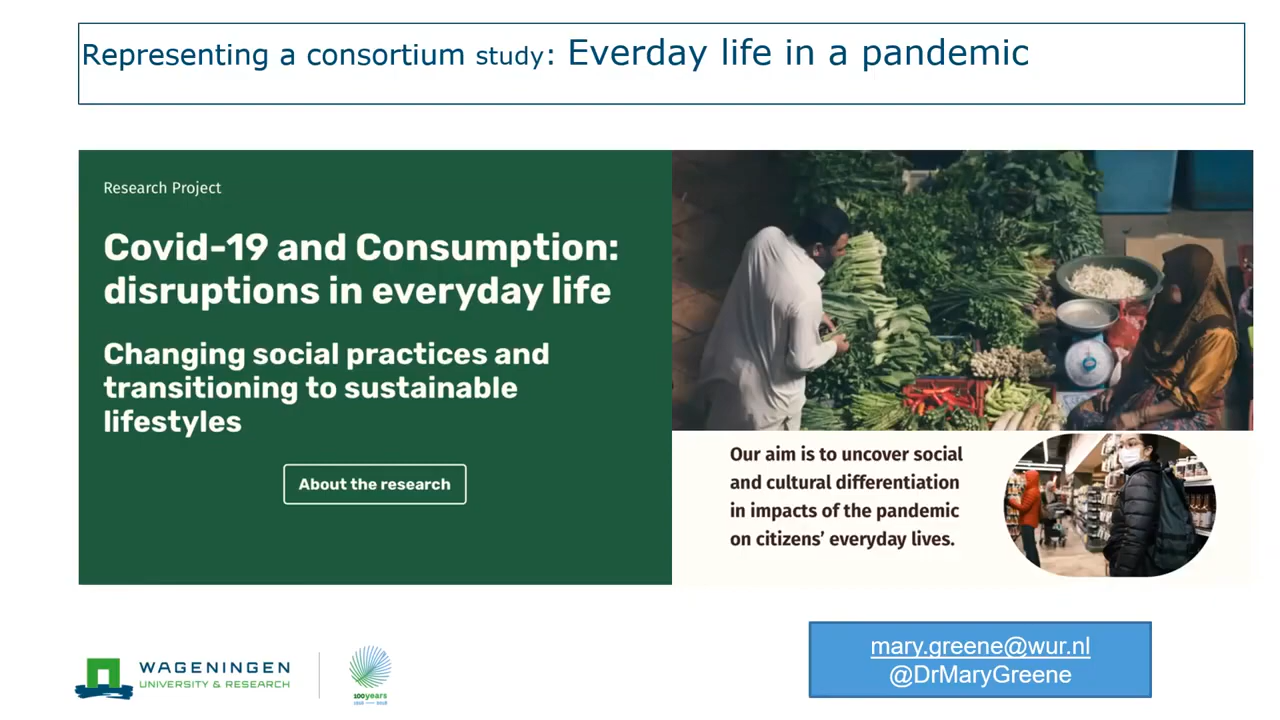 Representing a consortium study: Everday life in a pandemic
Research Project
Covid-19 and Consumption:
disruptions in everyday life
Changing social practices and
transitioning to sustainable
lifestyles
About the research
Our aim is to uncover social
and cultural differentiation
in impacts of the pandemic
on citizens’ everyday lives.
WAGENINGEN
UNIVERSITY & RESEARCH
100years
mary.greene@wur.nl
@DrMaryGreene